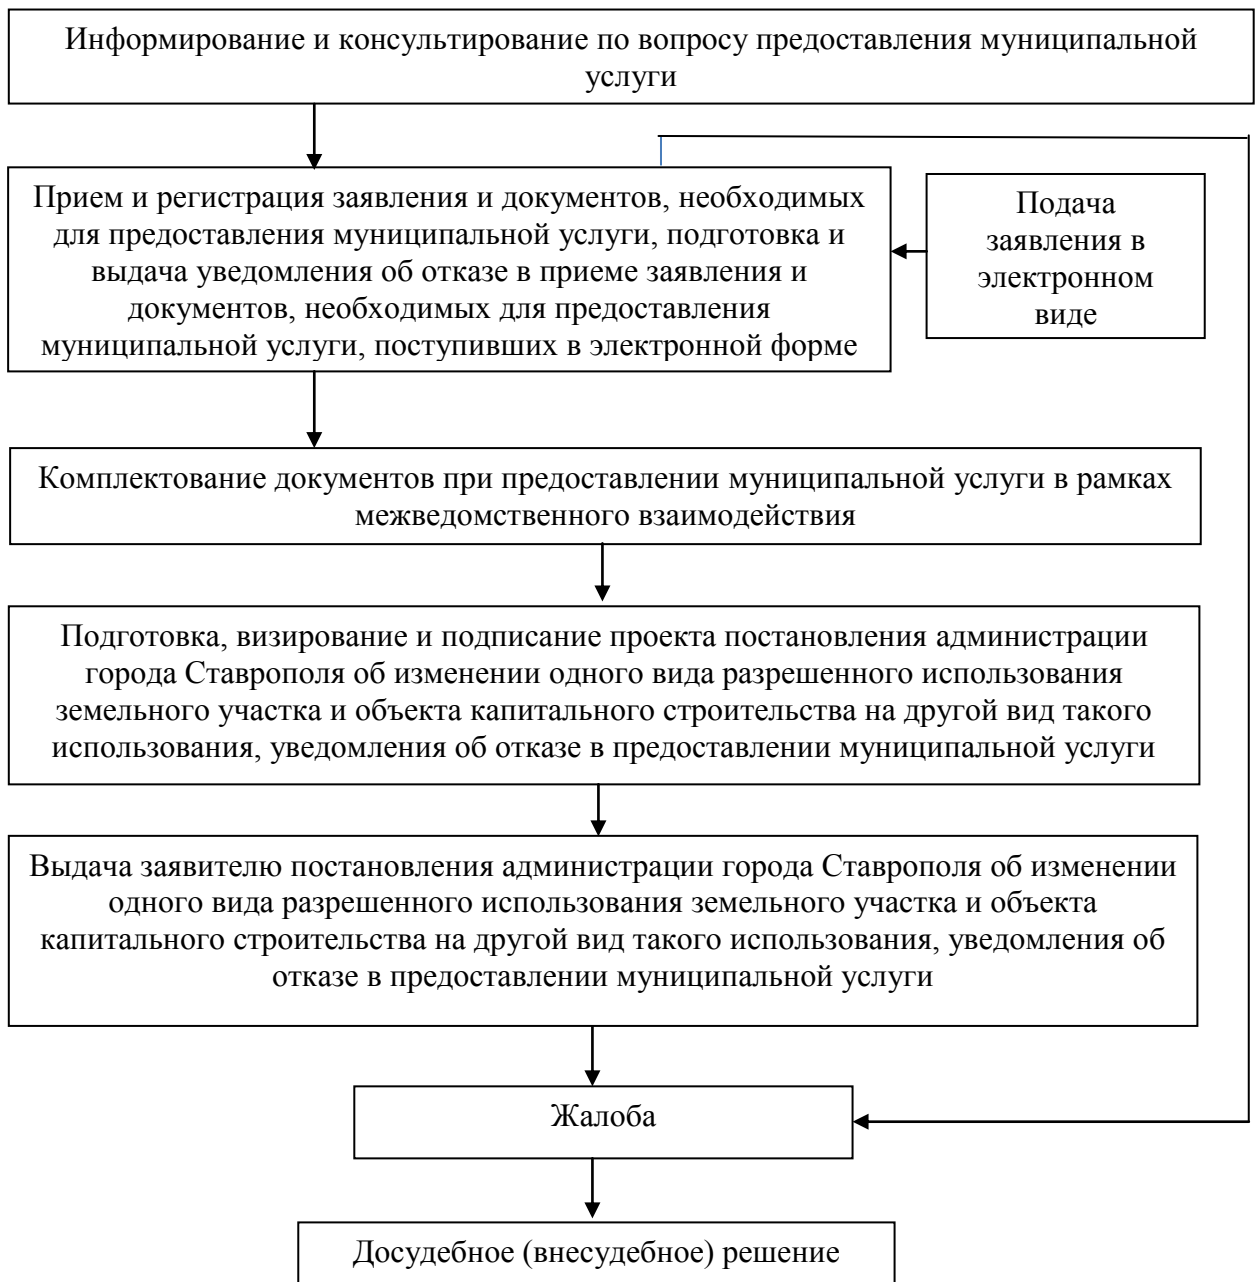 Информирование и консультирование по вопросу предоставления муниципальной
услуги
Прием и регистрация заявления и документов, необходимых
для предоставления муниципальной услуги, подготовка и
выдача уведомления об отказе в приеме заявления и
документов, необходимых для предоставления
муниципальной услуги, поступивших в электронной форме
Подача
заявления в
электронном
виде
Комплектование документов при предоставлении муниципальной услуги в рамках
межведомственного взаимодействия
Подготовка, визирование и подписание проекта постановления администрации
города Ставрополя об изменении одного вида разрешенного использования
земельного участка и объекта капитального строительства на другой вид такого
использования, уведомления об отказе в предоставлении муниципальной услуги
Выдача заявителю постановления администрации города Ставрополя об изменении
одного вида разрешенного использования земельного участка и объекта
капитального строительства на другой вид такого использования, уведомления об
отказе в предоставлении муниципальной услуги
Жалоба
Досудебное (внесудебное) решение